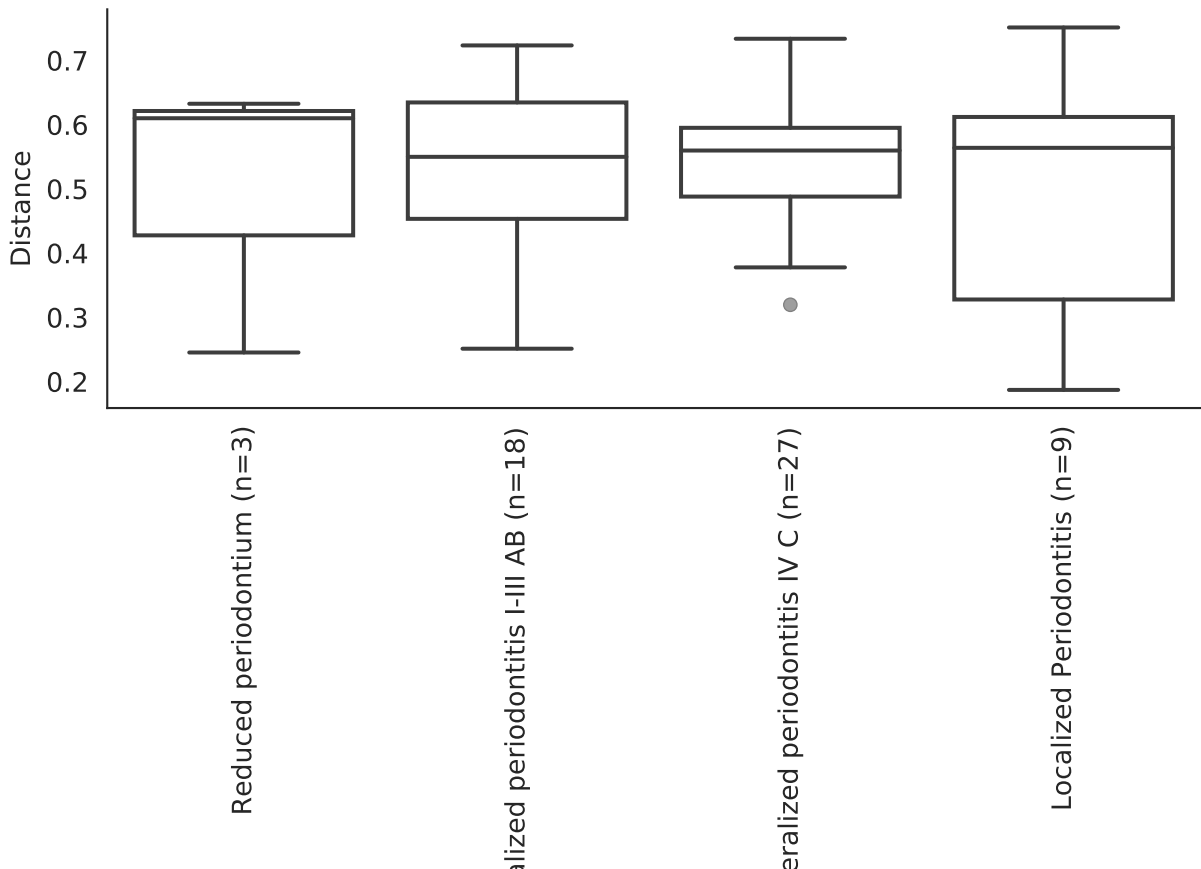 Distance
0.7
0.6
0.5
0.4
0.3
0.2
Reduced periodontium (n=3)
alized periodontitis I-III AB (n=18)
eralized periodontitis IV C (n=27)
Localized Periodontitis (n=9)